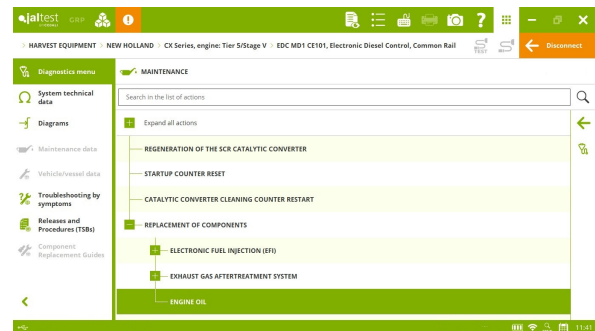 jaltest GRP
> HARVEST EQUIPMENT > NEW HOLLAND > CX Series, engine: Tier 5/Stage V > EDC MD1 CE101, Electronic Diesel Control, Common Rail
TEST
Disconnect
Diagnostics menu
MAINTENANCE
System technical
data
Search in the list of actions
Diagrams
Expand all actions
Maintenance data
REGENERATION OF THE SCR CATALYTIC CONVERTER
Vehicle/vessel data
STARTUP COUNTER RESET
Troubleshooting by
symptoms
CATALYTIC CONVERTER CLEANING COUNTER RESTART
Releases and
Procedures (TSBs)
REPLACEMENT OF COMPONENTS
Component
Replacement Guides
ELECTRONIC FUEL INJECTION (EFI)
EXHAUST GAS AFTERTREATMENT SYSTEM
ENGINE OIL
11:41